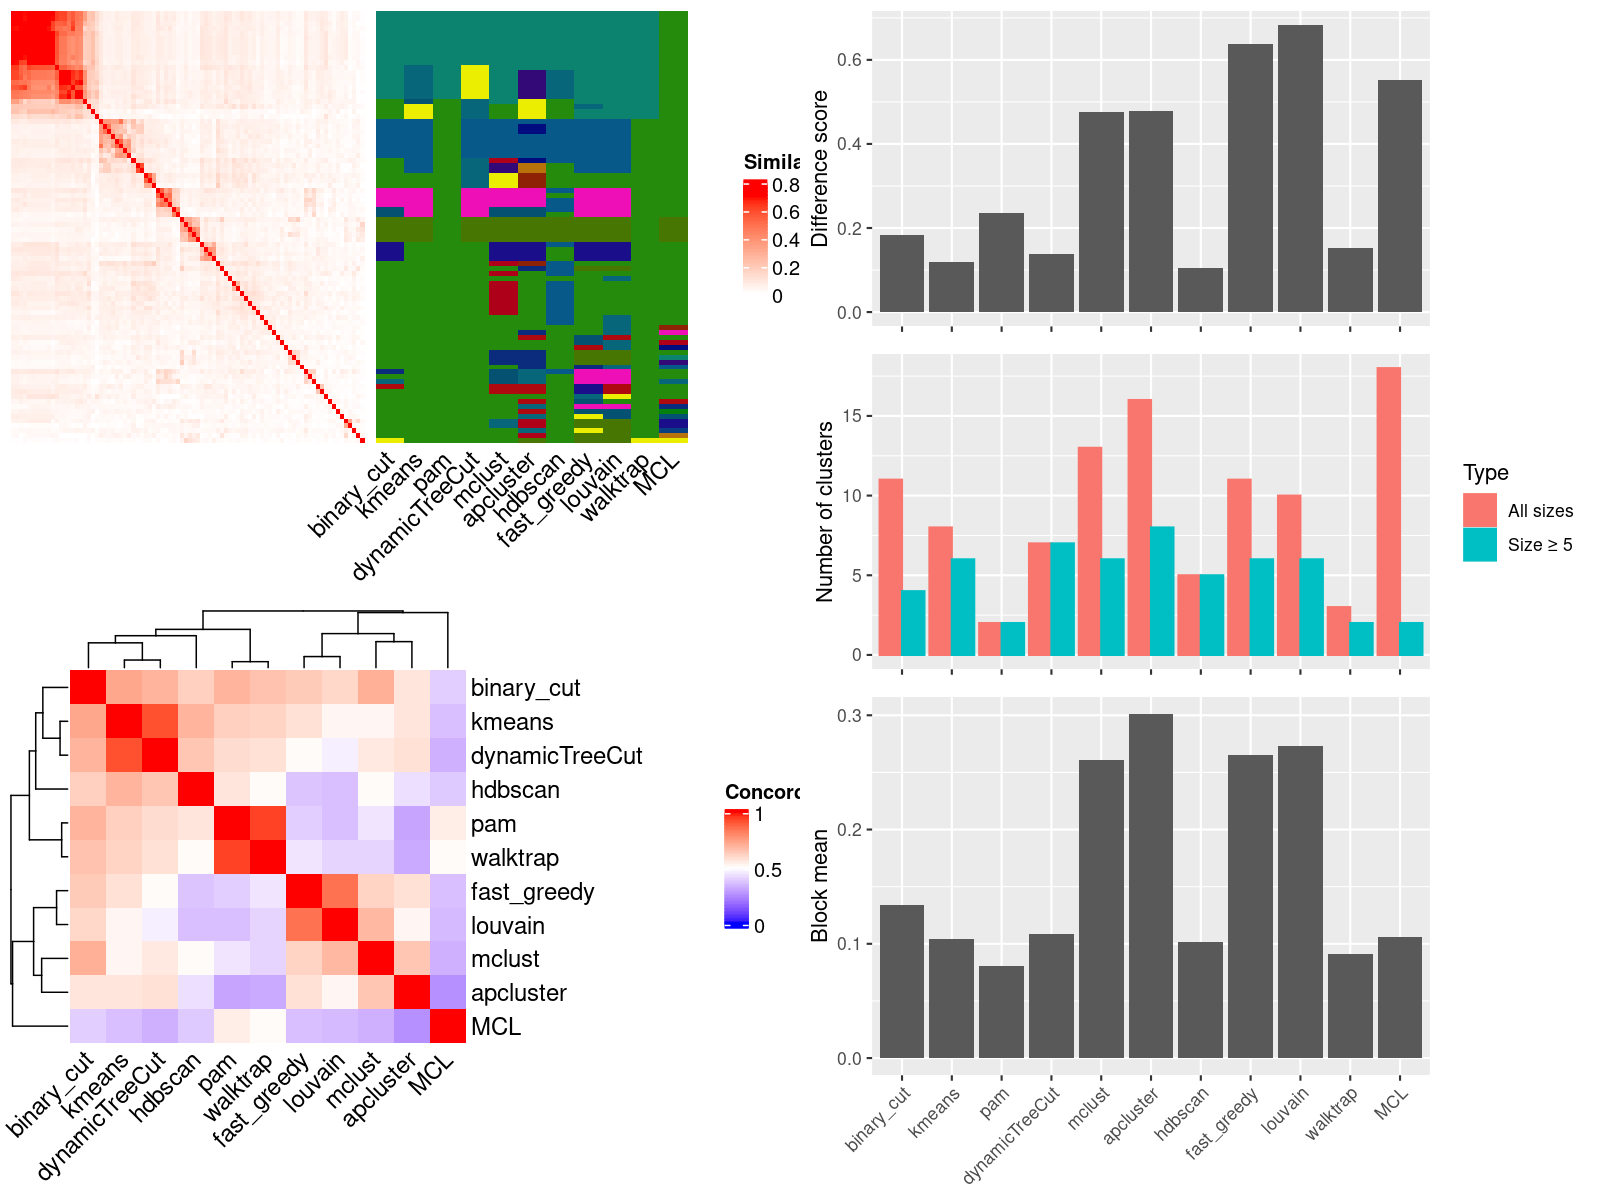 Simila
0.8
0.6
0.4
0.2
0
binary_cut
kmeans
pam
dynamicTreeCut
mclust
apcluster
hdbscan
fast_greedy
louvain
walktrap
MCL
Difference score
0.6
0.4
0.2
0.0
Number of clusters
15
10
5
0
Type
All sizes
Size ≥ 5
binary_cut
kmeans
dynamicTreeCut
hdbscan
pam
walktrap
fast_greedy
louvain
mclust
apcluster
MCL
Concord
1
0.5
0
binary_cut
kmeans
dynamicTreeCut
hdbscan
pam
walktrap
fast_greedy
louvain
mclust
apcluster
MCL
Block mean
0.3
0.2
0.1
0.0
binary_cut
kmeans
pam
dynamicTreeCut
mclust
apcluster
hdbscan
fast_greedy
louvain
walktrap
MCL